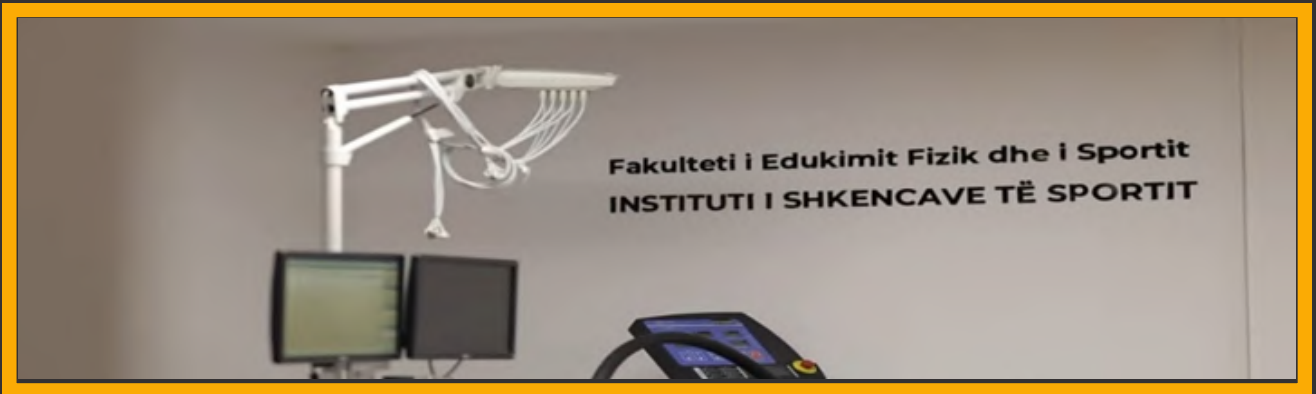 Fakulteti i Edukimit Fizik dhe i Sportit
INSTITUTI I SHKENCAVE TË SPORTIT